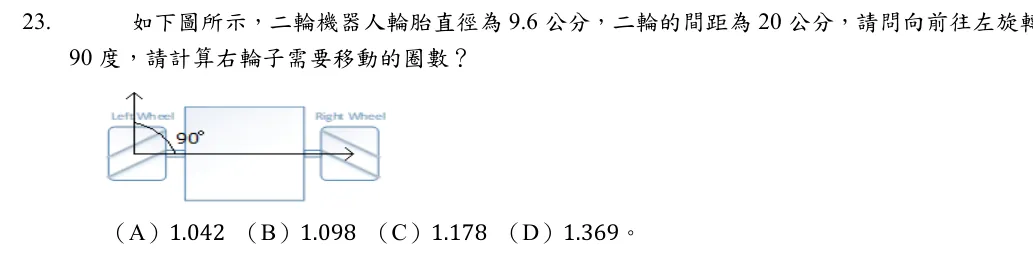 23. 如下圖所示，二輪機器人輪胎直徑為 9.6 公分，二輪的間距為 20 公分，請問向前往左旋轉
90 度，請計算右輪子需要移動的圈數？
Left Wheel Right Wheel
90°
（A）1.042 （B）1.098 （C）1.178 （D）1.369。